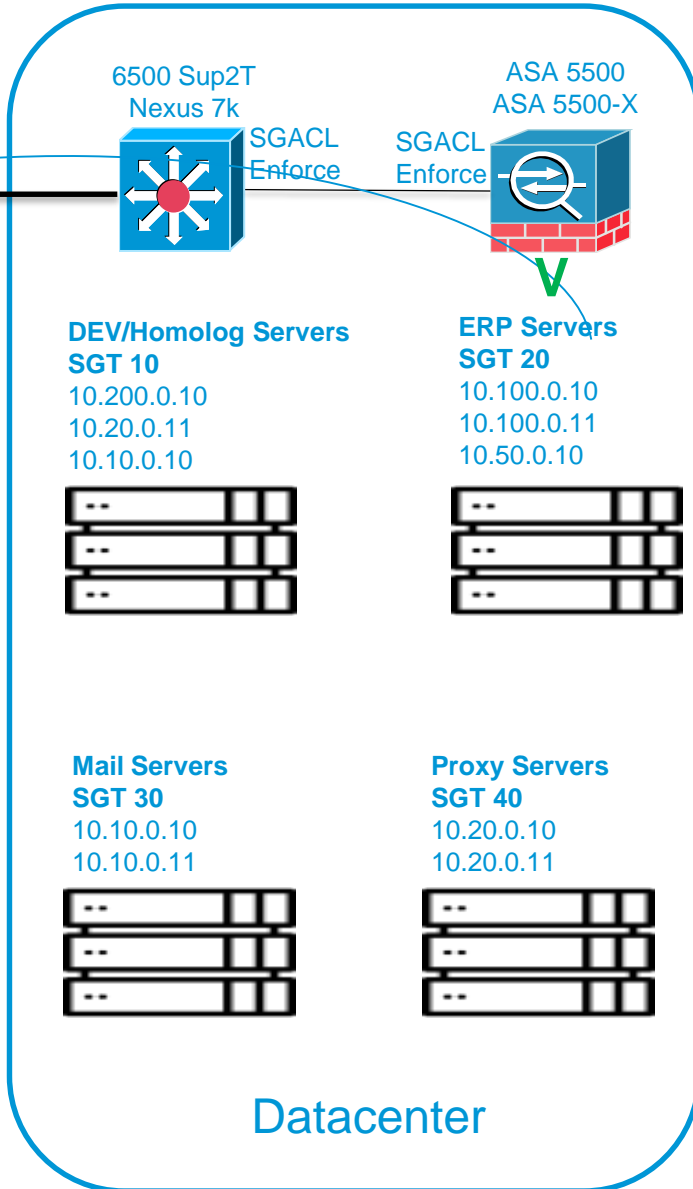 6500 Sup2T
Nexus 7k
ASA 5500
ASA 5500-X
SGACL
Enforce
SGACL
Enforce
V
DEV/Homolog Servers
SGT 10
10.200.0.10
10.20.0.11
10.10.0.10
ERP Servers
SGT 20
10.100.0.10
10.100.0.11
10.50.0.10
Mail Servers
SGT 30
10.10.0.10
10.10.0.11
Proxy Servers
SGT 40
10.20.0.10
10.20.0.11
Datacenter